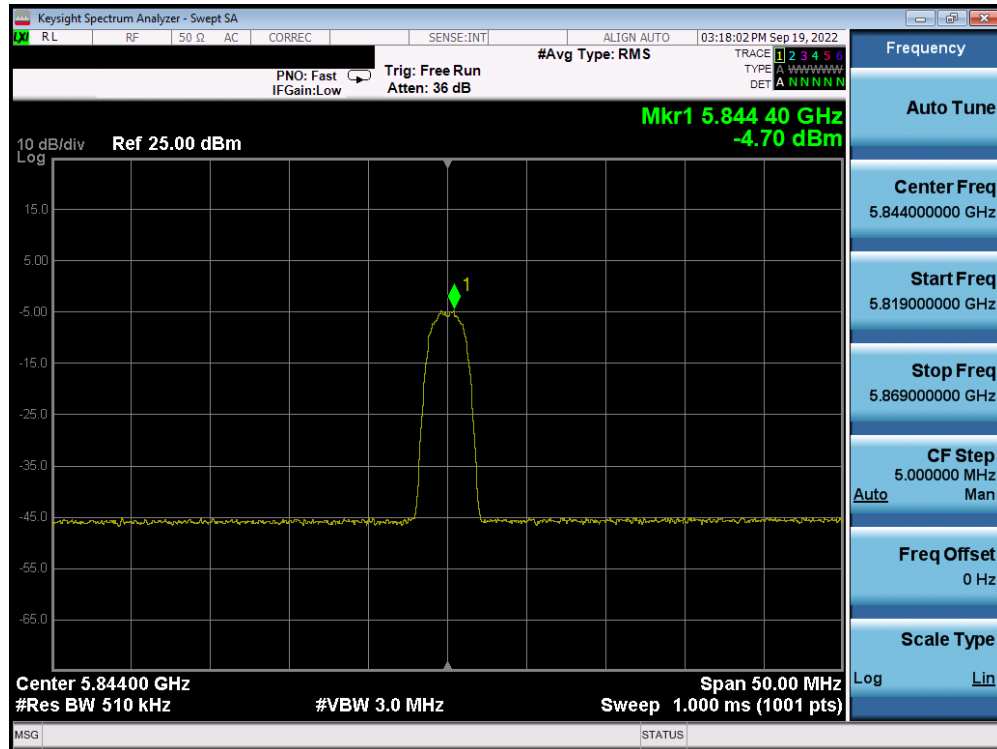 Keysight Spectrum Analyzer - Swept SA
LXI RL RF 50 Ω AC CORREC SENSE:INT ALIGN AUTO 03:18:02 PM Sep 19, 2022
#Avg Type: RMS TRACE 1 2 3 4 5 6
PNO: Fast Trig: Free Run TYPE A WWWWW
IFGain:Low Atten: 36 dB DET A N N N N N
Mkr1 5.844 40 GHz
-4.70 dBm
10 dB/div Ref 25.00 dBm
Log
15.0
5.00
1
-5.00
-15.0
-25.0
-35.0
-45.0
-55.0
-65.0
Center 5.84400 GHz Span 50.00 MHz
#Res BW 510 kHz #VBW 3.0 MHz Sweep 1.000 ms (1001 pts)
MSG STATUS
Frequency
Auto Tune
Center Freq
5.844000000 GHz
Start Freq
5.819000000 GHz
Stop Freq
5.869000000 GHz
CF Step
5.000000 MHz
Auto Man
Freq Offset
0 Hz
Scale Type
Log Lin